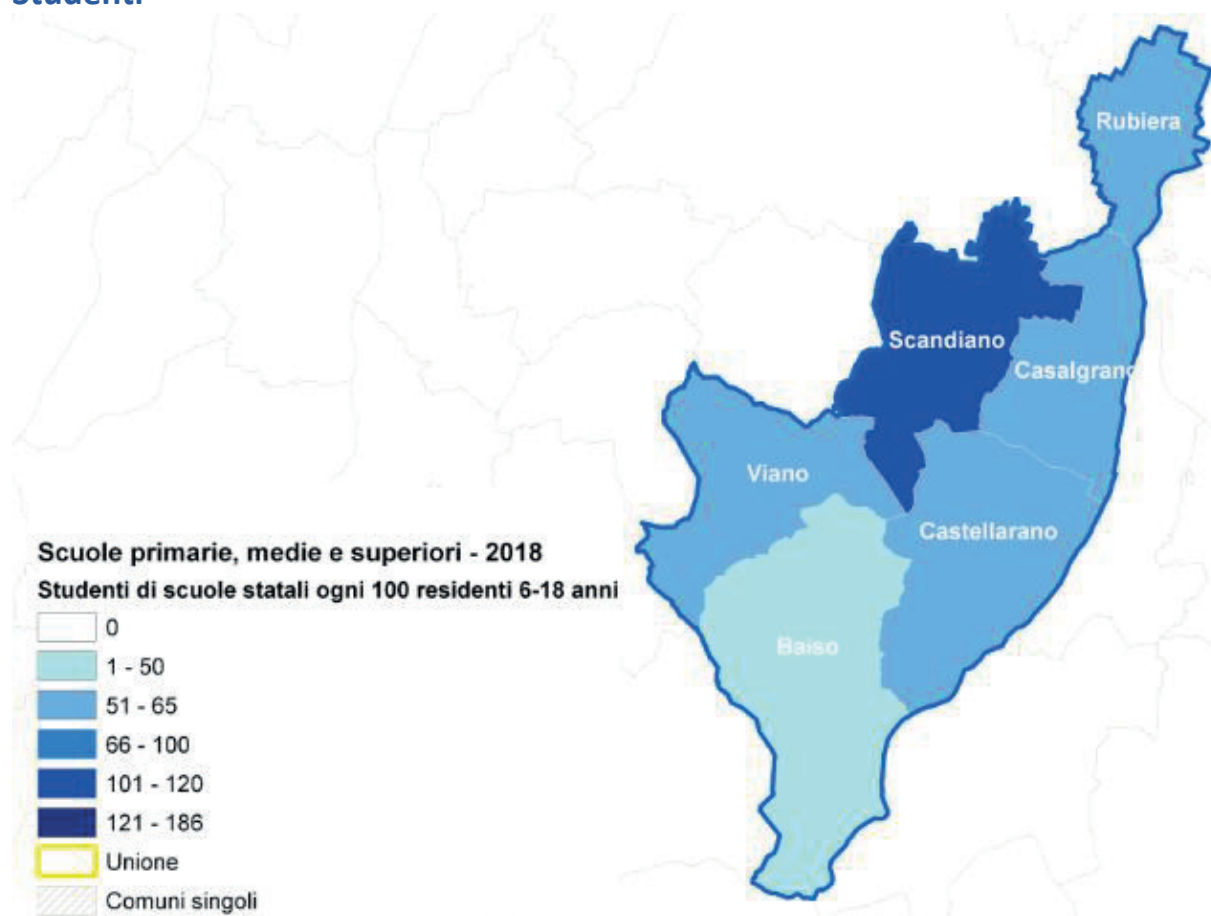 Rubiera
Scandiano
Casalgrand
Viano
Castellarano
Baiso
Scuole primarie, medie e superiori - 2018
Studenti di scuole statali ogni 100 residenti 6-18 anni
0
1 - 50
51 - 65
66 - 100
101 - 120
121 - 186
Unione
Comuni singoli